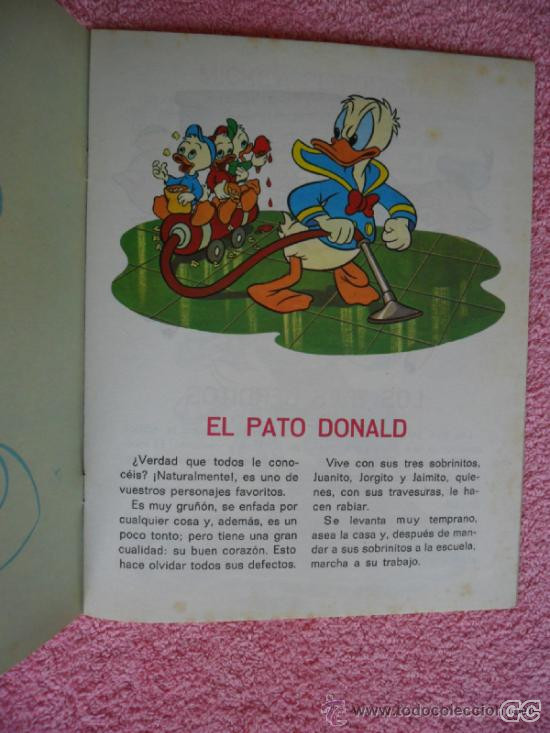 EL PATO DONALD
¿Verdad que todos le cono-
céis? ¡Naturalmente!, es uno de
vuestros personajes favoritos.
Es muy gruñón, se enfada por
cualquier cosa y, además, es un
poco tonto; pero tiene una gran
cualidad: su buen corazón. Esto
hace olvidar todos sus defectos.
Vive con sus tres sobrinitos,
Juanito, Jorgito y Jaimito, quie-
nes, con sus travesuras, le ha-
cen rabiar.
Se levanta muy temprano,
asea la casa y, después de man-
dar a sus sobrinitos a la escuela,
marcha a su trabajo.
www.todocoleccion.net
GC